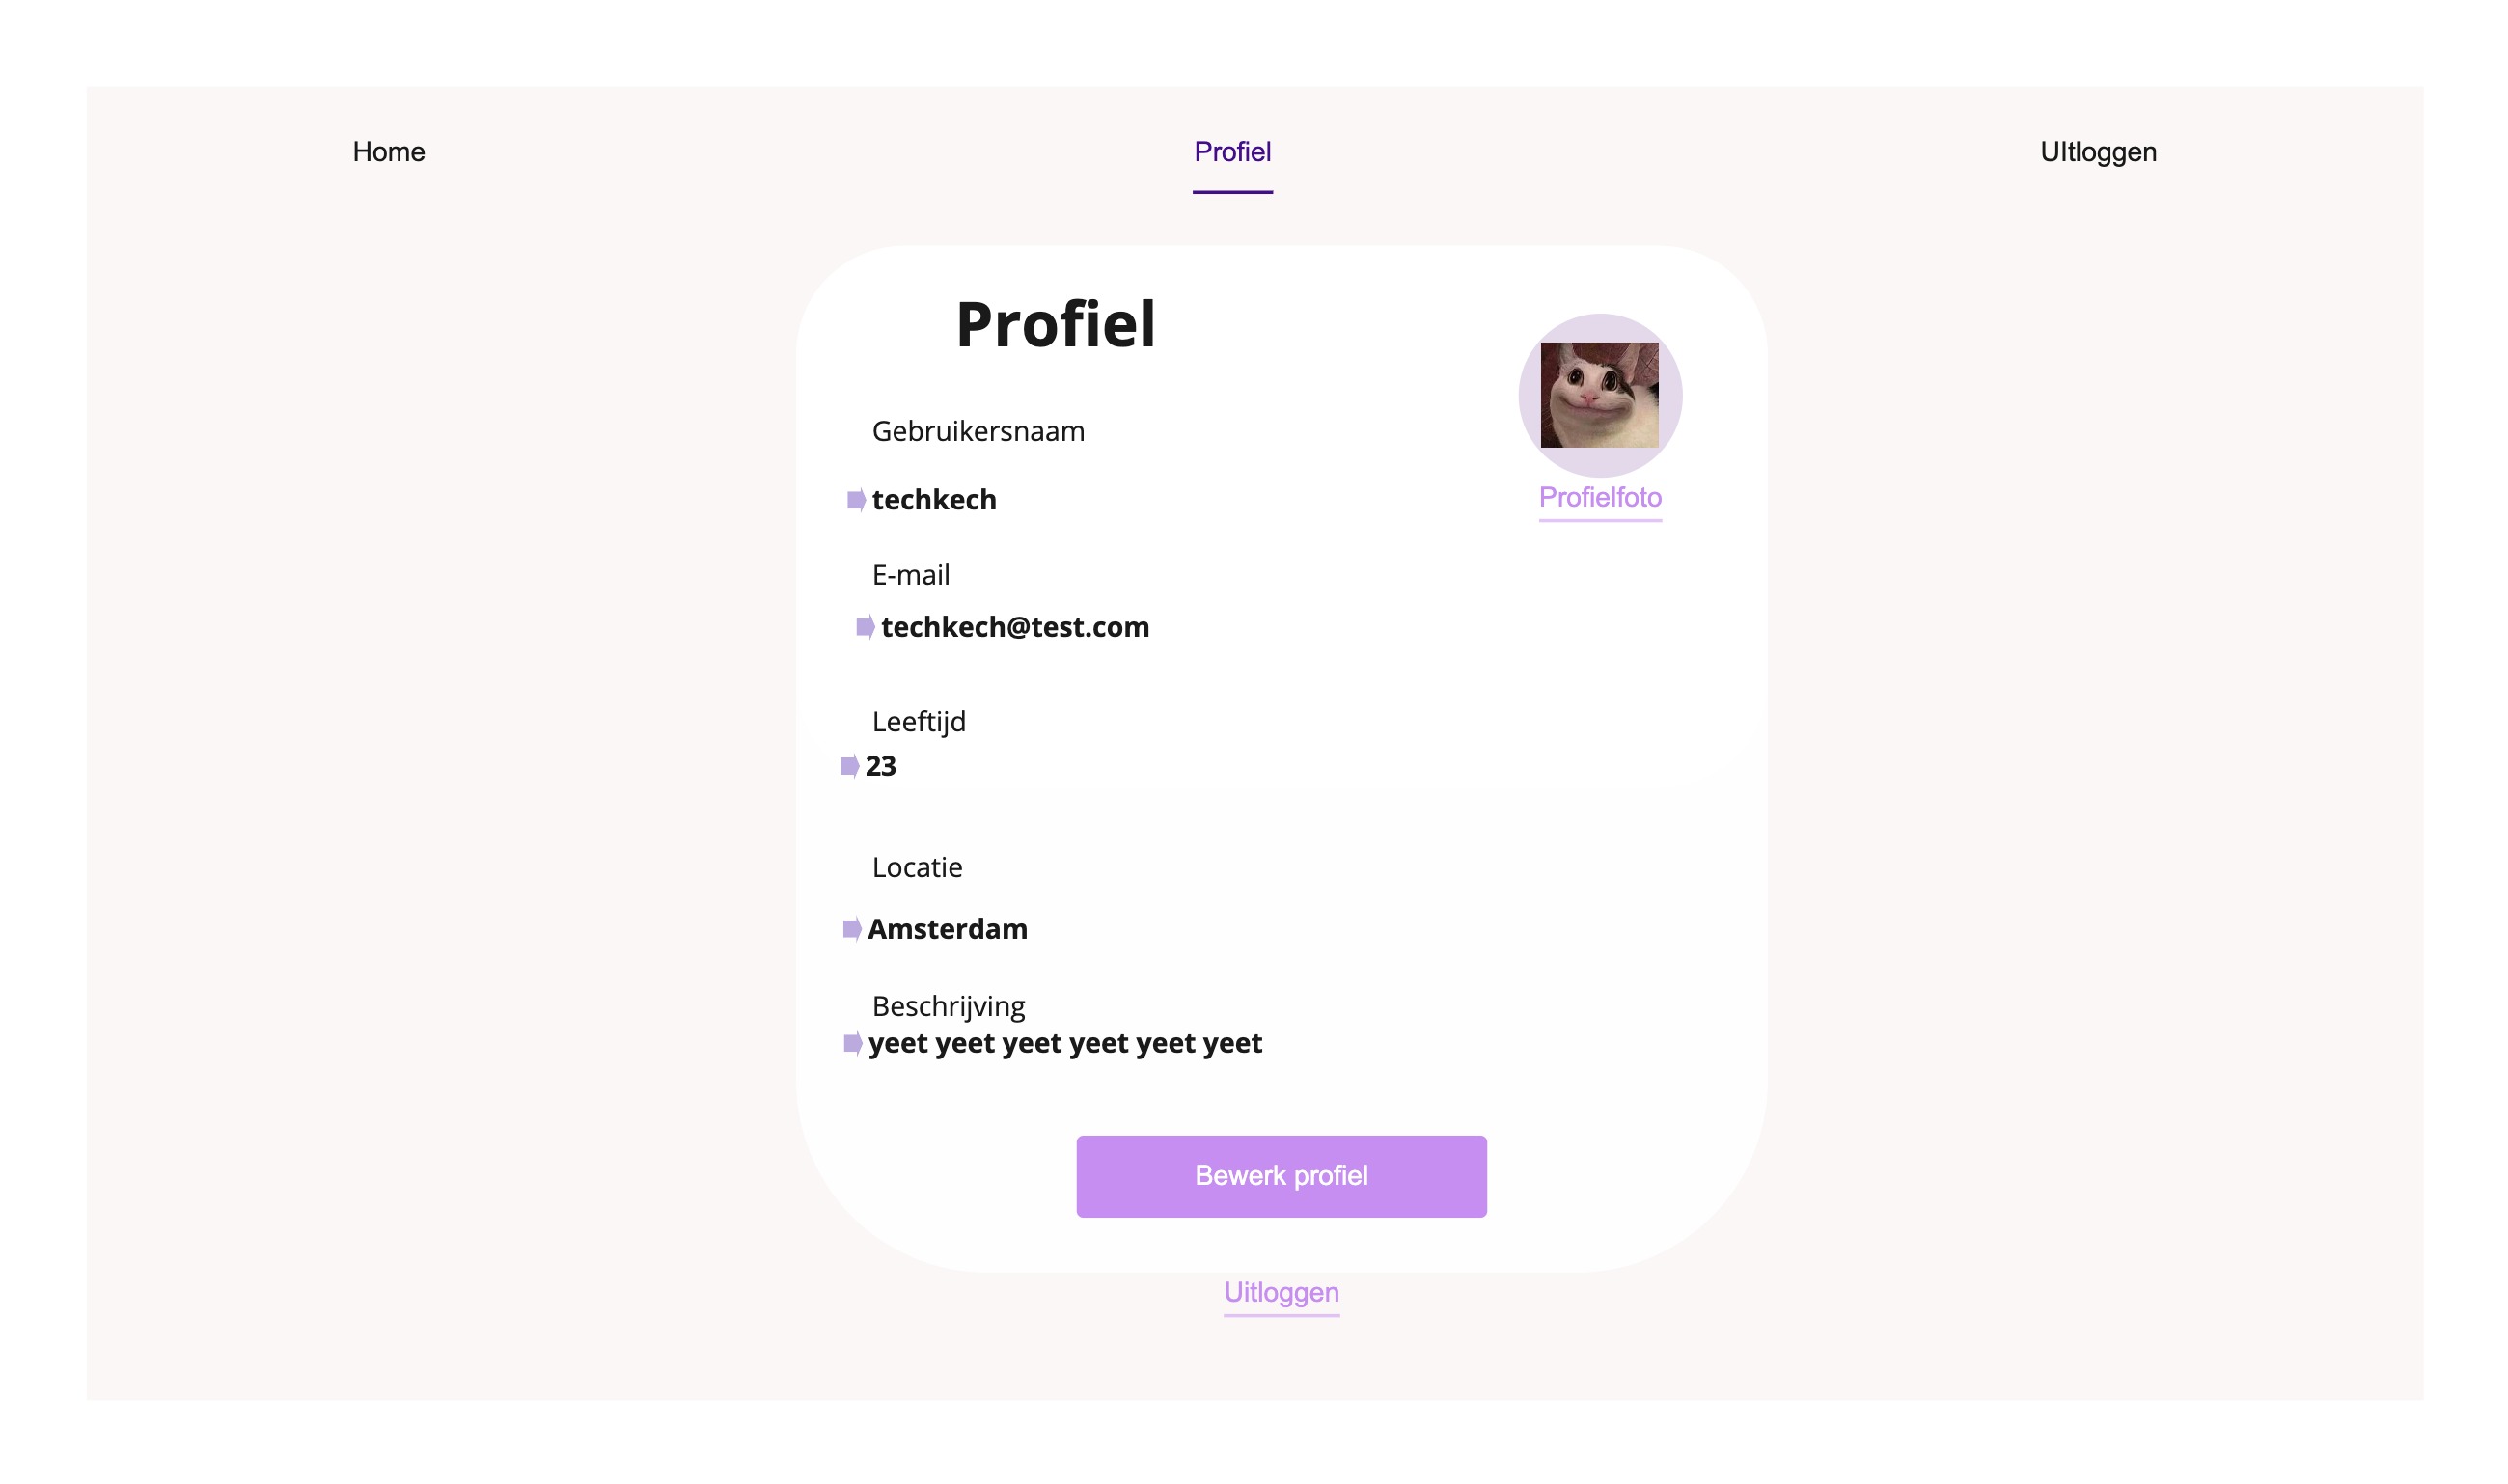 Home
Profiel
UItloggen
Profiel
Gebruikersnaam
techkech
Profielfoto
E-mail
techkech@test.com
Leeftijd
23
Locatie
Amsterdam
Beschrijving
yeet yeet yeet yeet yeet yeet
Bewerk profiel
Uitloggen